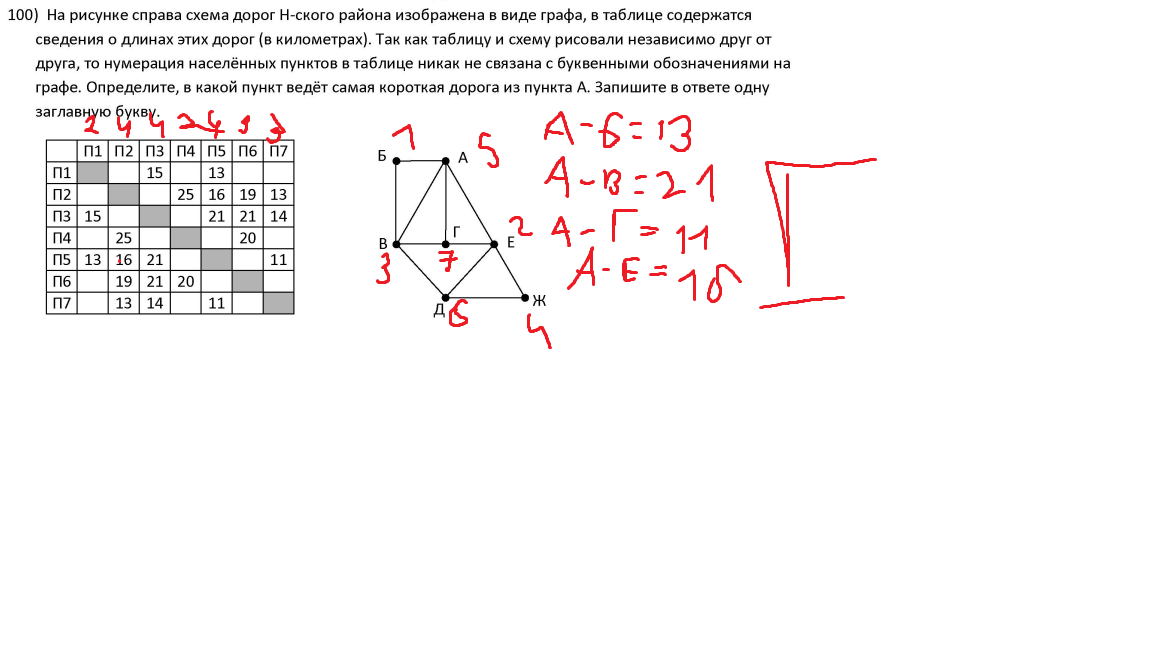 100) На рисунке справа схема дорог Н-ского района изображена в виде графа, в таблице содержатся
сведения о длинах этих дорог (в километрах). Так как таблицу и схему рисовали независимо друг от
друга, то нумерация населённых пунктов в таблице никак не связана с буквенными обозначениями на
графе. Определите, в какой пункт ведёт самая короткая дорога из пункта А. Запишите в ответе одну
заглавную букву.
2 4 4 2 4 3 3
П1 П2 П3 П4 П5 П6 П7
П1 15 13
П2 25 16 19 13
П3 15 21 21 14
П4 25 20
П5 13 16 21 11
П6 19 21 20
П7 13 14 11
1
Б А 5
В Г Е 2
3 7
Д 6 Ж
4
А-Б=13
А-В=21
А-Г=11
А-Е=16
Г